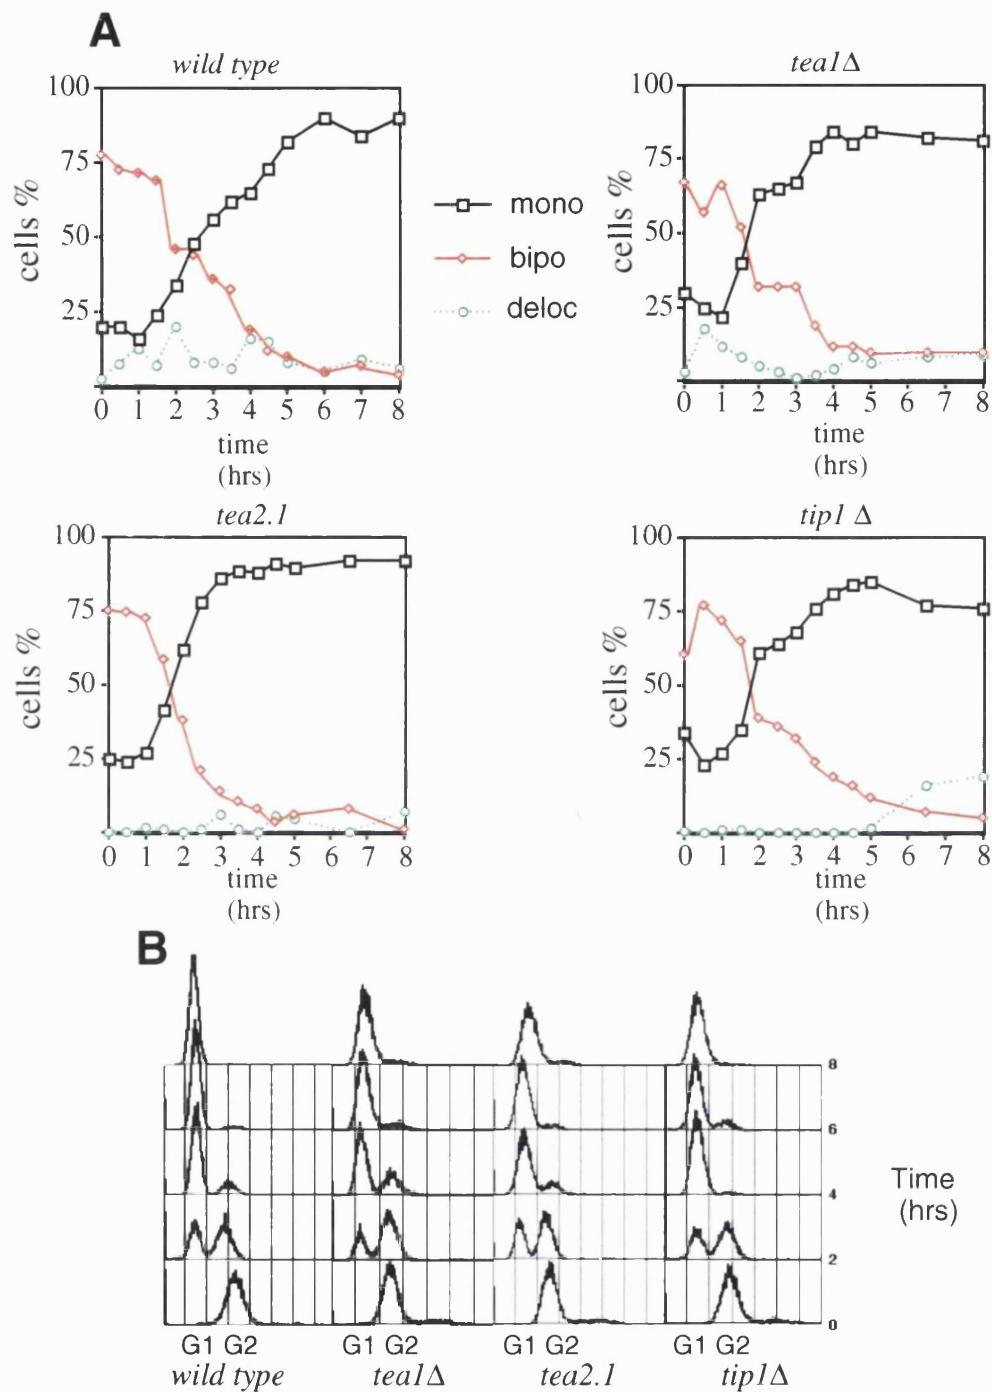 A
wild type
100
75
50
25
cells %
0 1 2 3 4 5 6 7 8
time
(hrs)
mono
bipo
deloc
tea1Δ
100
75
50
25
cells %
0 1 2 3 4 5 6 7 8
time
(hrs)
tea2.1
100
75
50
25
cells %
0 1 2 3 4 5 6 7 8
time
(hrs)
tip1 Δ
100
75
50
25
cells %
0 1 2 3 4 5 6 7 8
time
(hrs)
B
8
6
4
2
0
Time
(hrs)
G1 G2 G1 G2 G1 G2 G1 G2
wild type tea1Δ tea2.1 tip1Δ